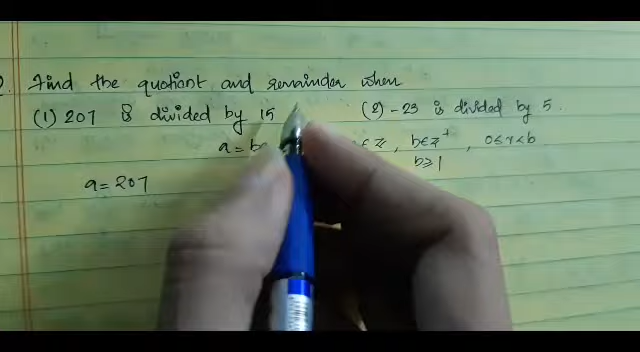 Find the quotient and remainder when
(1) 207 is divided by 15 (2) -23 is divided by 5.
a = b ∈ Z, b ∈ Z⁺, 0 ≤ r < b
b ≥ 1
a = 207